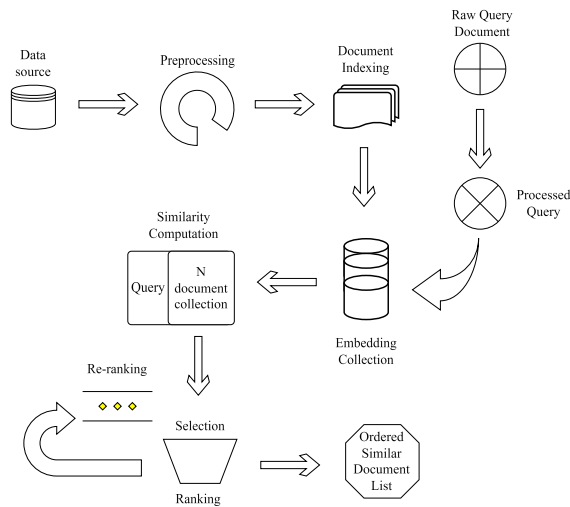 Data
source
Preprocessing
Document
Indexing
Raw Query
Document
Processed
Query
Similarity
Computation
Query
N
document
collection
Embedding
Collection
Re-ranking
Selection
Ranking
Ordered
Similar
Document
List